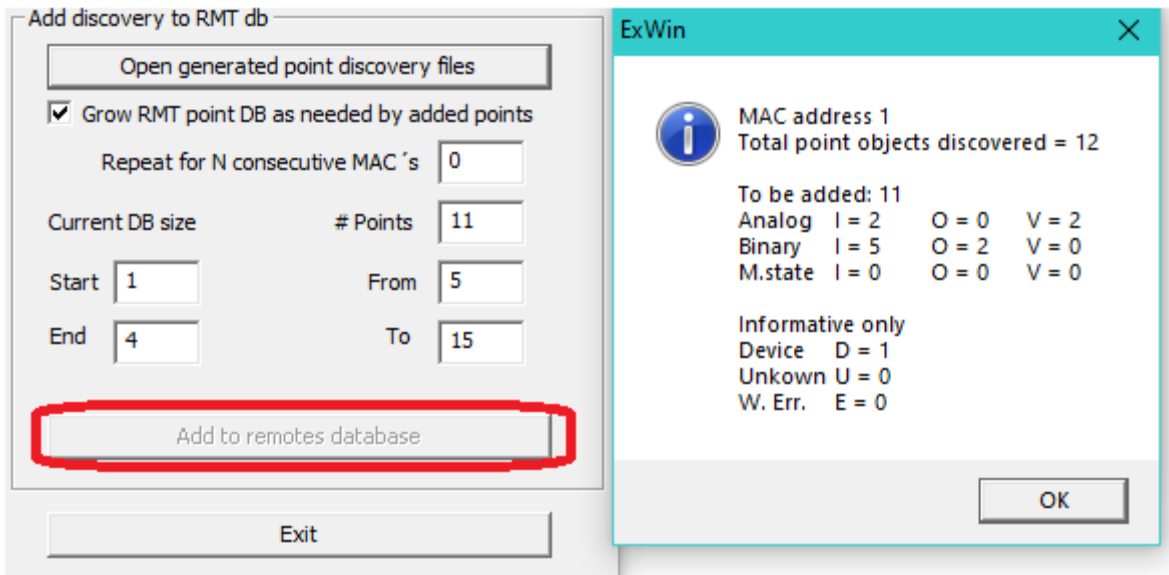 Add discovery to RMT db
Open generated point discovery files
Grow RMT point DB as needed by added points
Repeat for N consecutive MAC ´s 0
Current DB size # Points 11
Start 1 From 5
End 4 To 15
Add to remotes database
Exit
ExWin
MAC address 1
Total point objects discovered = 12
To be added: 11
Analog I = 2 O = 0 V = 2
Binary I = 5 O = 2 V = 0
M.state I = 0 O = 0 V = 0
Informative only
Device D = 1
Unkown U = 0
W. Err. E = 0
OK